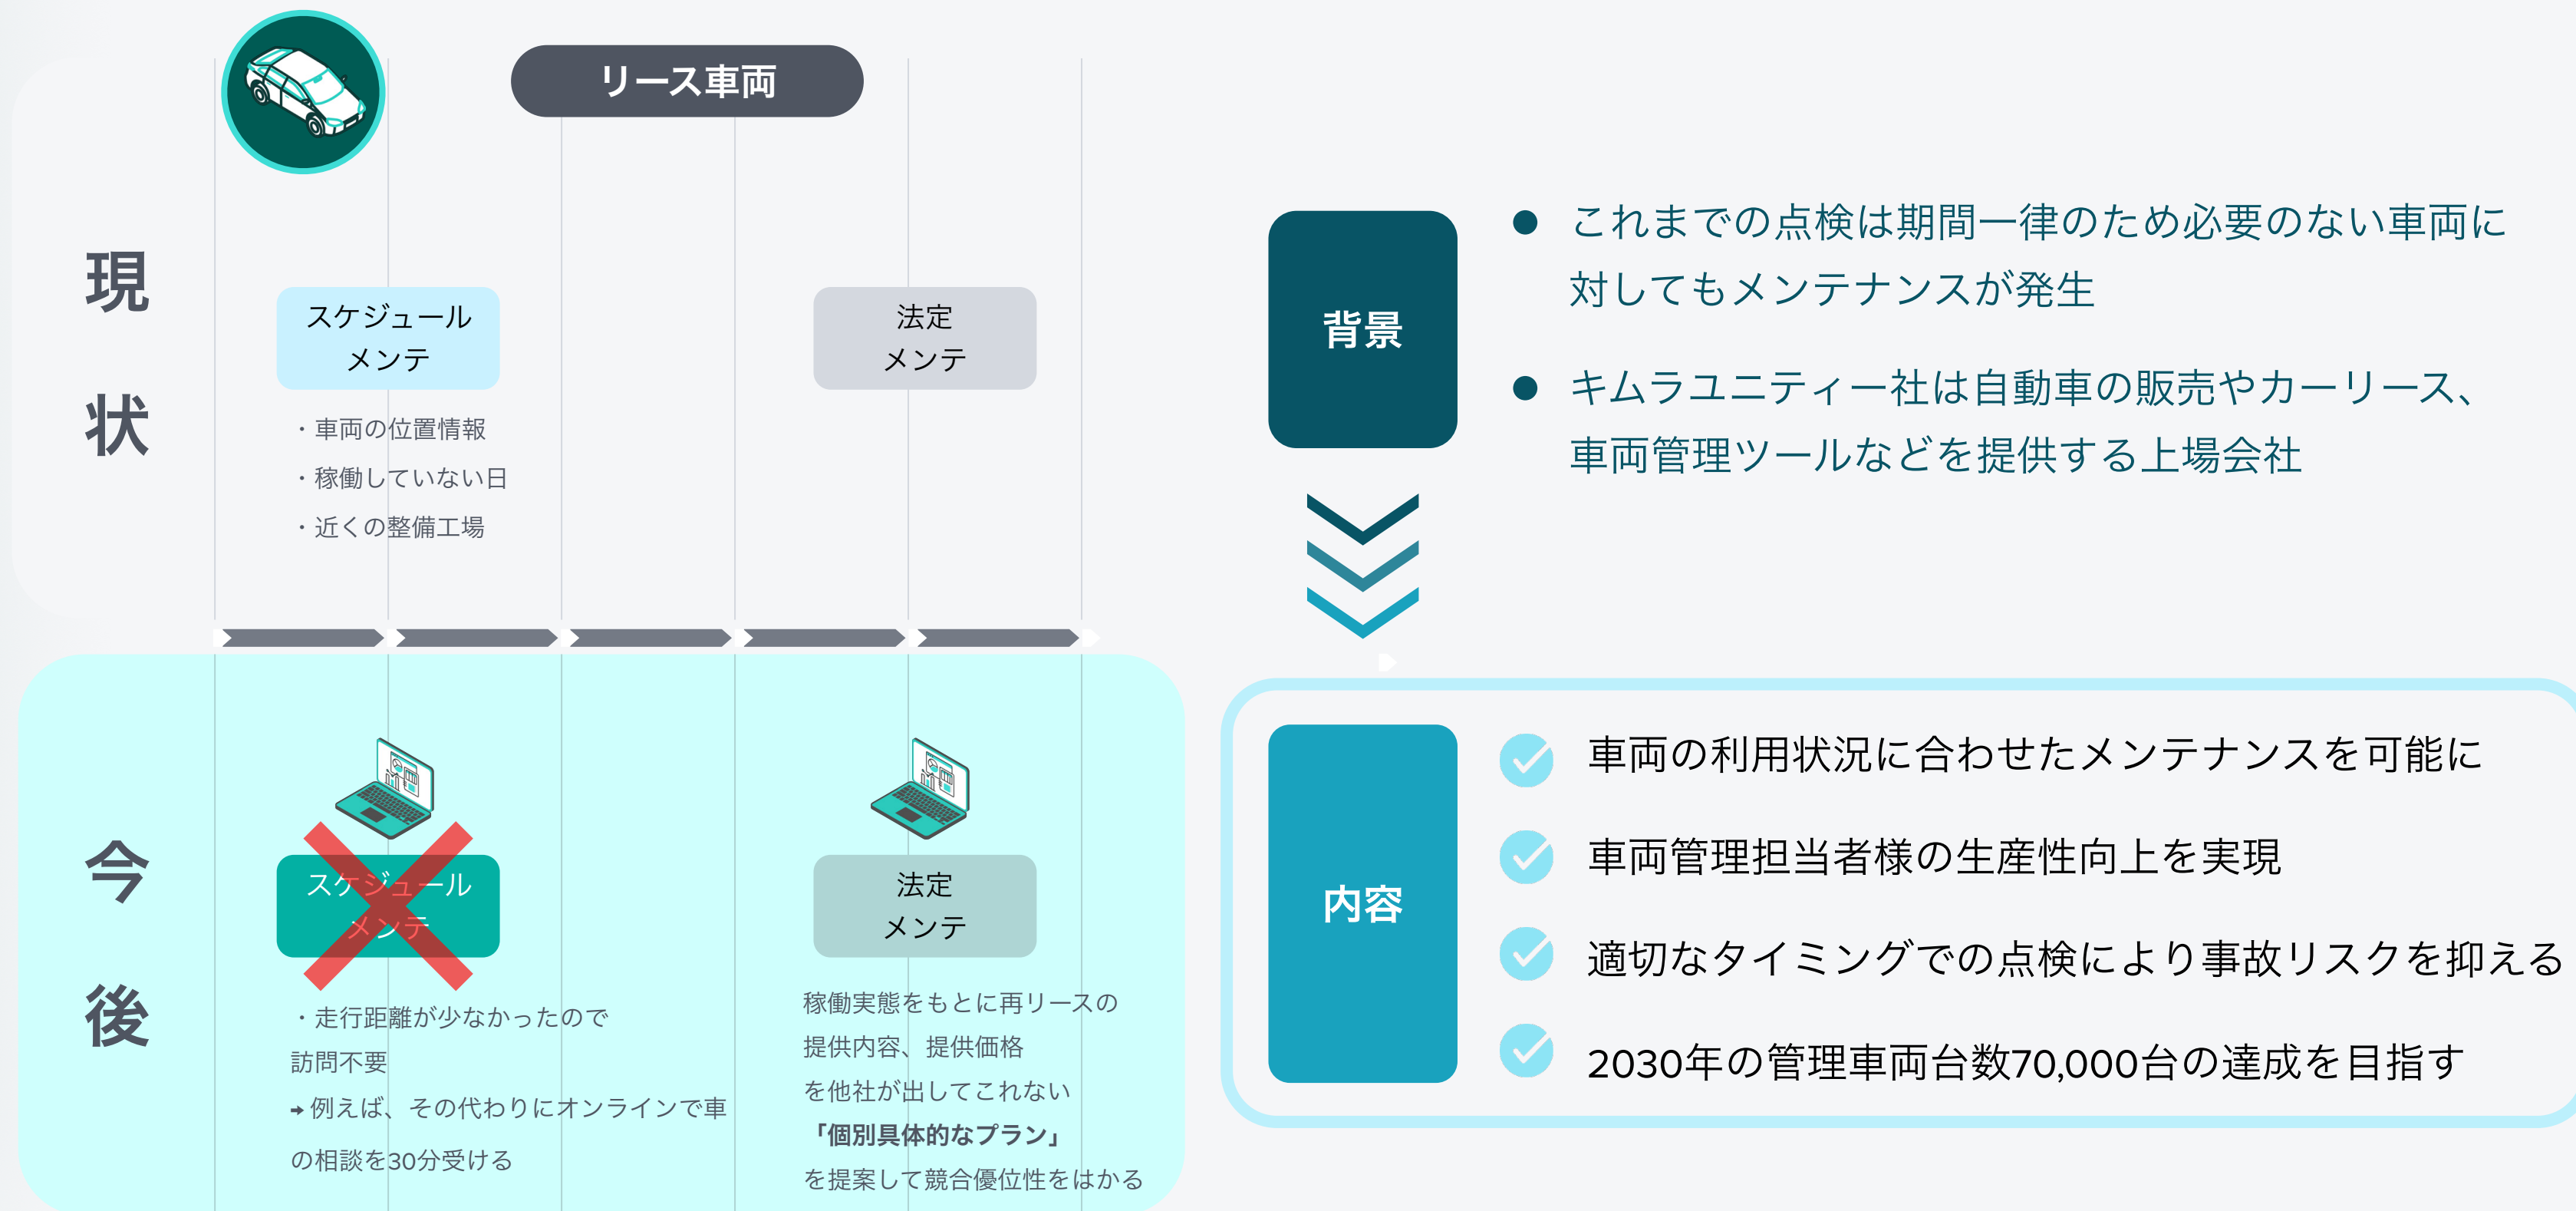 リース車両
現
状
スケジュール
メンテ
・車両の位置情報
・稼働していない日
・近くの整備工場
法定
メンテ
今
後
スケジュール
メンテ
・走行距離が少なかったので
訪問不要
➜ 例えば、その代わりにオンラインで車
の相談を30分受ける
法定
メンテ
稼働実態をもとに再リースの
提供内容、提供価格
を他社が出してこれない
「個別具体的なプラン」
を提案して競合優位性をはかる
背景
● これまでの点検は期間一律のため必要のない車両に
対してもメンテナンスが発生
● キムラユニティー社は自動車の販売やカーリース、
車両管理ツールなどを提供する上場会社
内容
車両の利用状況に合わせたメンテナンスを可能に
車両管理担当者様の生産性向上を実現
適切なタイミングでの点検により事故リスクを抑える
2030年の管理車両台数70,000台の達成を目指す